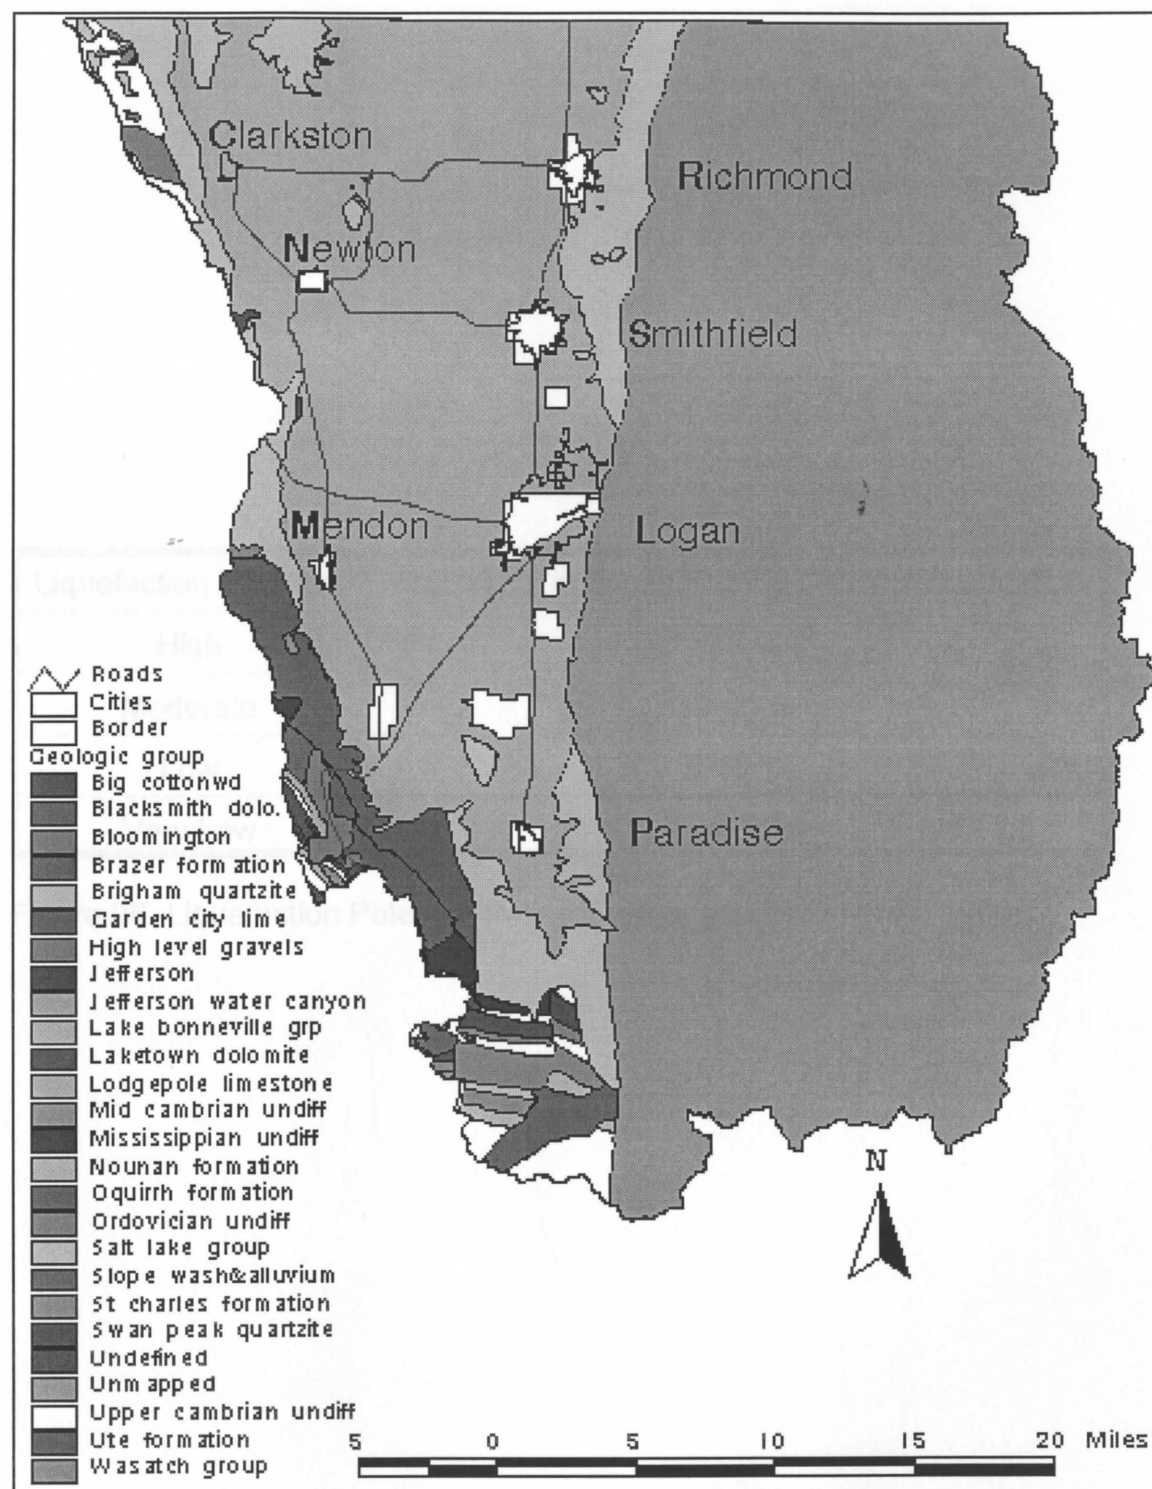 Clarkston
Richmond
Newton
Smithfield
Mendon
Logan
Liquefaction
High
Moderate
Roads
Cities
Border
Geologic group
Big cottonwd
Blacksmith dolo.
Bloomington
Brazer formation
Paradise
Brigham quartzite
Garden city lime
High level gravels
Jefferson
Jefferson water canyon
Lake bonneville grp
Laketown dolomite
Lodgepole limestone
Mid cambrian undiff
Mississippian undiff
Nounan formation
Oquirrh formation
Ordovician undiff
Salt lake group
Slope wash&alluvium
St charles formation
Swan peak quartzite
Undefined
Unmapped
Upper cambrian undiff
Ute formation
Wasatch group
N
5 0 5 10 15 20 Miles